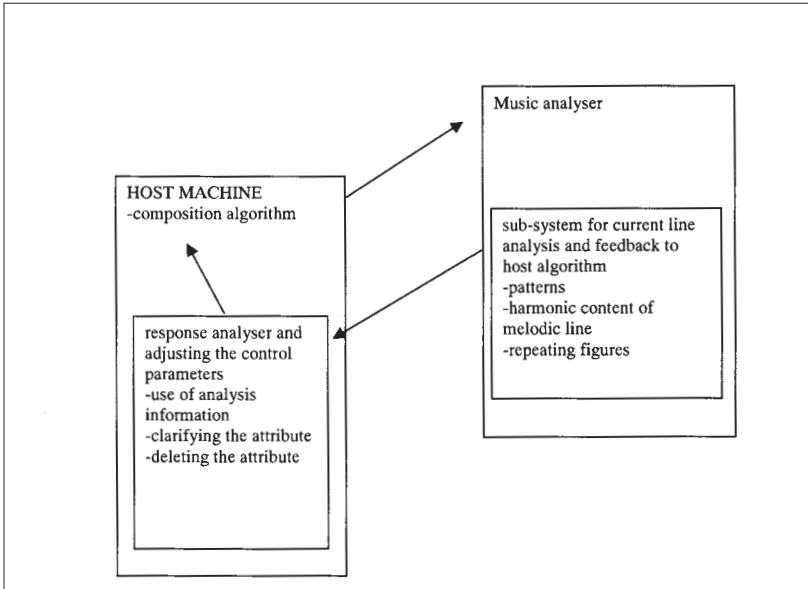 HOST MACHINE
-composition algorithm
response analyser and
adjusting the control
parameters
-use of analysis
information
-clarifying the attribute
-deleting the attribute
Music analyser
sub-system for current line
analysis and feedback to
host algorithm
-patterns
-harmonic content of
melodic line
-repeating figures